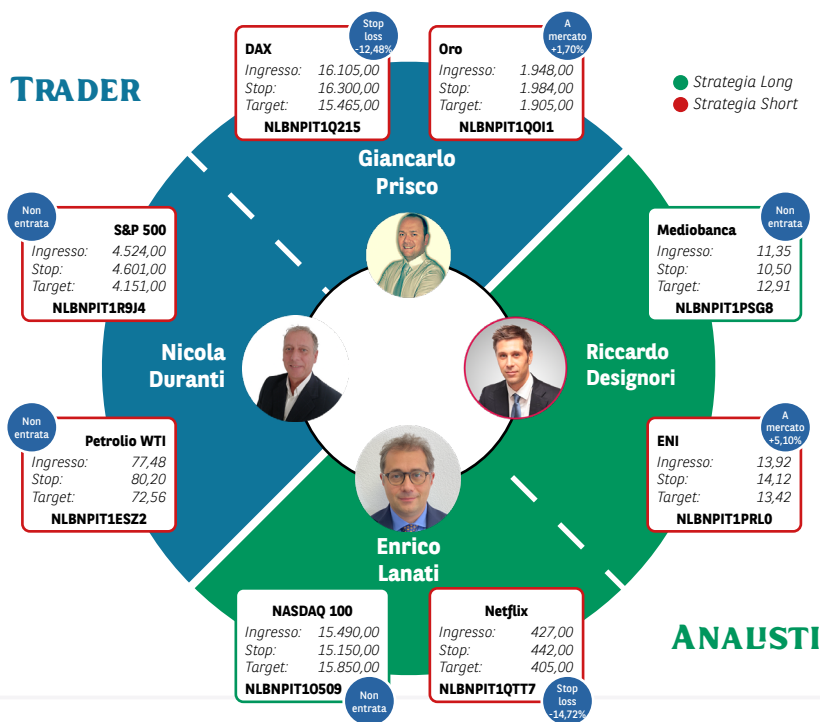 TRADER
DAX
Ingresso: 16.105,00
Stop: 16.300,00
Target: 15.465,00
NLBNPIT1Q215
Stop
loss
-12,48%
Oro
Ingresso: 1.948,00
Stop: 1.984,00
Target: 1.905,00
NLBNPIT1QOI1
A
mercato
+1,70%
Strategia Long
Strategia Short
Giancarlo
Prisco
Non
entrata
S&P 500
Ingresso: 4.524,00
Stop: 4.601,00
Target: 4.151,00
NLBNPIT1R9J4
Mediobanca
Ingresso: 11,35
Stop: 10,50
Target: 12,91
NLBNPIT1PSG8
Non
entrata
Nicola
Duranti
Riccardo
Designori
Non
entrata
Petrolio WTI
Ingresso: 77,48
Stop: 80,20
Target: 72,56
NLBNPIT1ESZ2
ENI
Ingresso: 13,92
Stop: 14,12
Target: 13,42
NLBNPIT1PRL0
A
mercato
+5,10%
Enrico
Lanati
NASDAQ 100
Ingresso: 15.490,00
Stop: 15.150,00
Target: 15.850,00
NLBNPIT1O509
Non
entrata
Netflix
Ingresso: 427,00
Stop: 442,00
Target: 405,00
NLBNPIT1QTT7
Stop
loss
-14,72%
ANALISTI